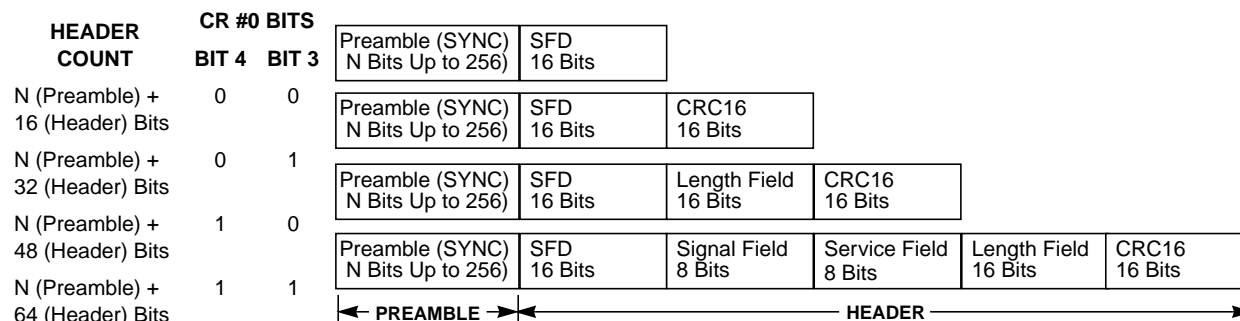 HEADER COUNT
CR #0 BITS
BIT 4 BIT 3
N (Preamble) +
16 (Header) Bits
0 0
N (Preamble) +
32 (Header) Bits
0 1
N (Preamble) +
48 (Header) Bits
1 0
N (Preamble) +
64 (Header) Bits
1 1
Preamble (SYNC)
N Bits Up to 256)
SFD
16 Bits
Preamble (SYNC)
N Bits Up to 256)
SFD
16 Bits
CRC16
16 Bits
Preamble (SYNC)
N Bits Up to 256)
SFD
16 Bits
Length Field
16 Bits
CRC16
16 Bits
Preamble (SYNC)
N Bits Up to 256)
SFD
16 Bits
Signal Field
8 Bits
Service Field
8 Bits
Length Field
16 Bits
CRC16
16 Bits
PREAMBLE
HEADER